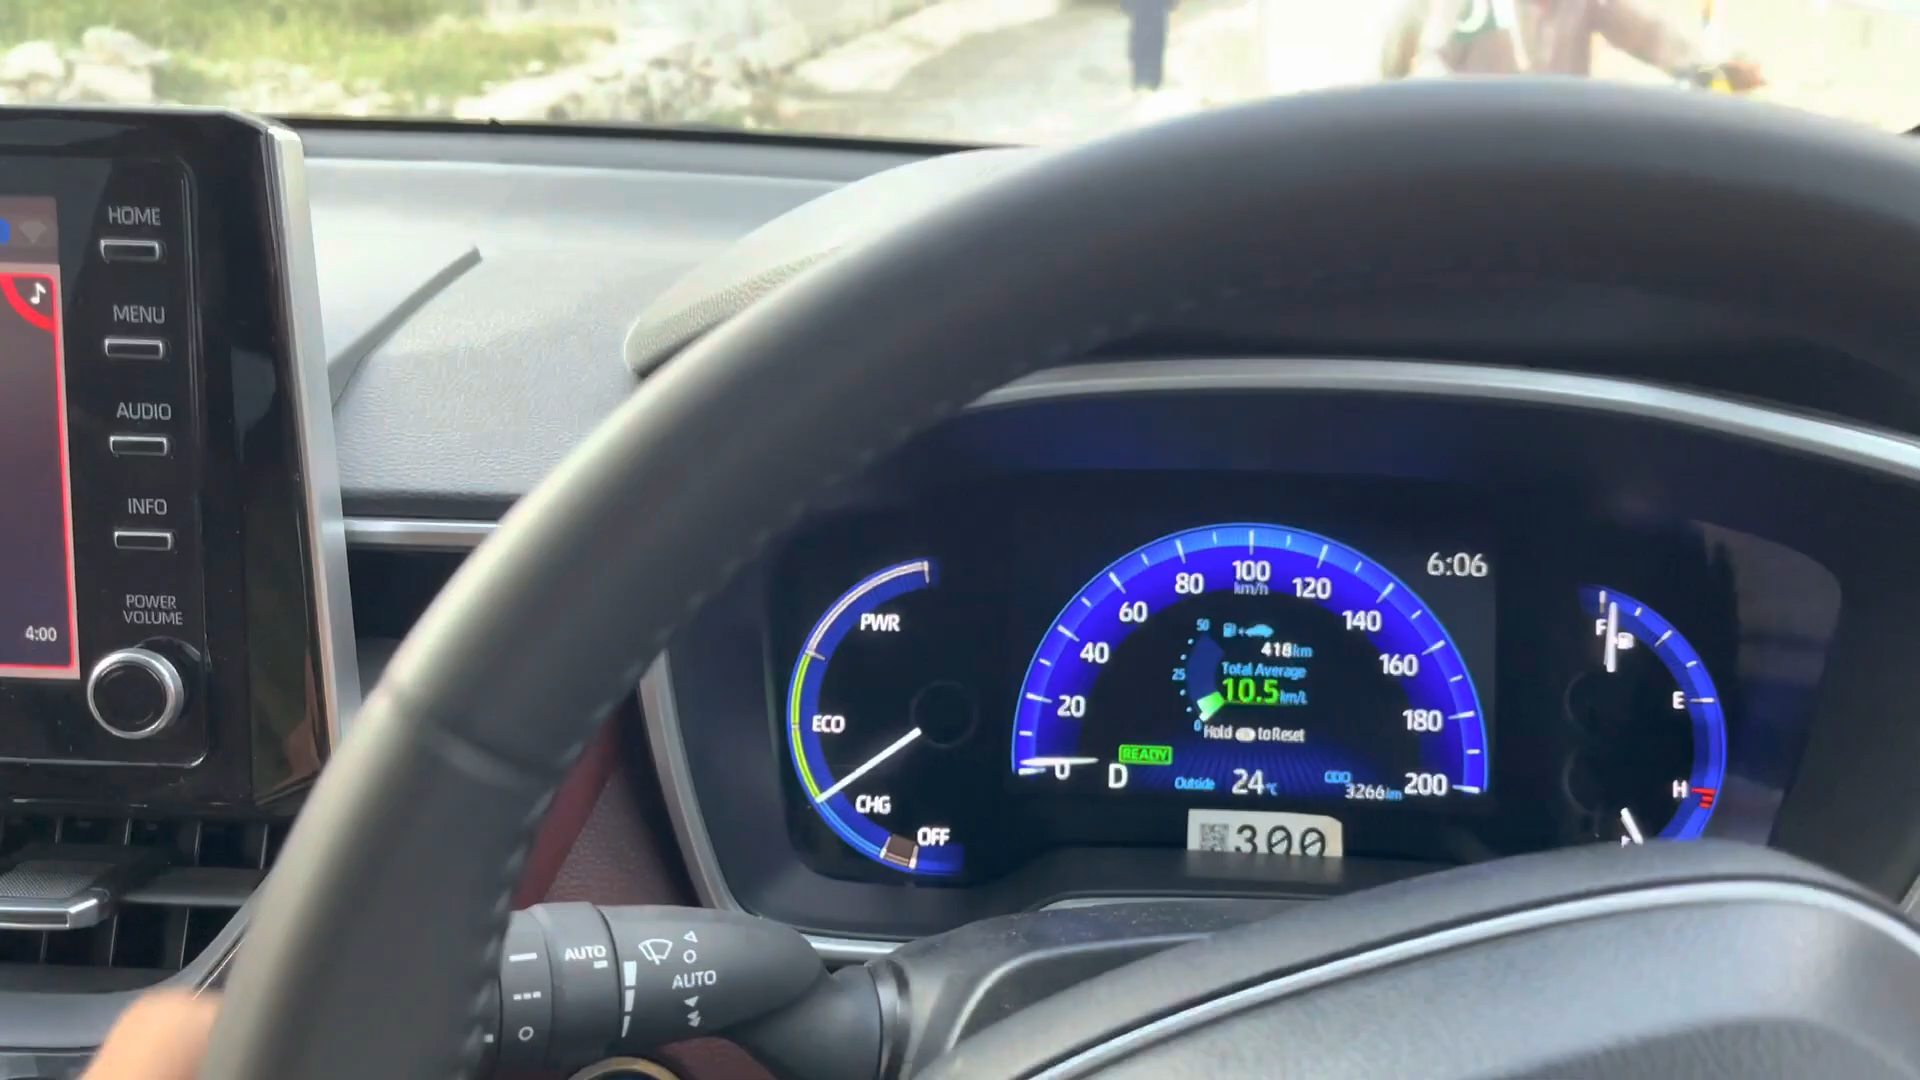 HOME
MENU
AUDIO
INFO
POWER
VOLUME
4:00
PWR
ECO
CHG
OFF
0
20
40
60
80
100
km/h
120
140
160
180
200
6:06
50
25
0
418km
Total Average
10.5km/L
Hold to Reset
READY
D
Outside 24°C
ODO
3266km
300
F
E
H
AUTO
AUTO